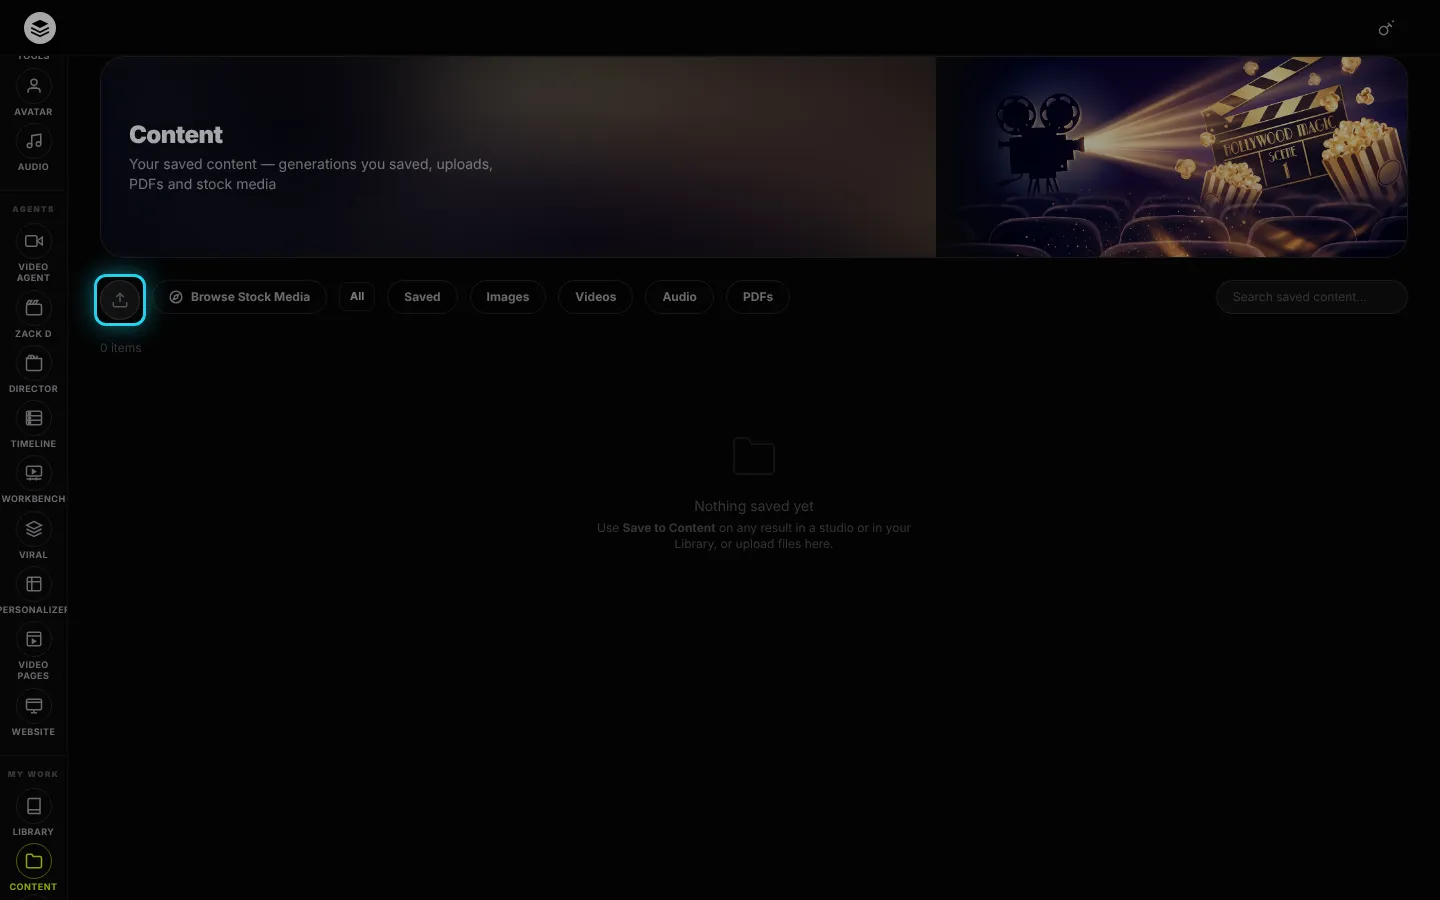 TOOLS
AVATAR
AUDIO
AGENTS
VIDEO
AGENT
ZACK D
DIRECTOR
TIMELINE
WORKBENCH
VIRAL
PERSONALIZER
VIDEO
PAGES
WEBSITE
MY WORK
LIBRARY
CONTENT
Content
Your saved content — generations you saved, uploads,
PDFs and stock media
HOLLYWOOD MAGIC
SCENE
1
Browse Stock Media
All
Saved
Images
Videos
Audio
PDFs
Search saved content...
0 items
Nothing saved yet
Use Save to Content on any result in a studio or in your
Library, or upload files here.